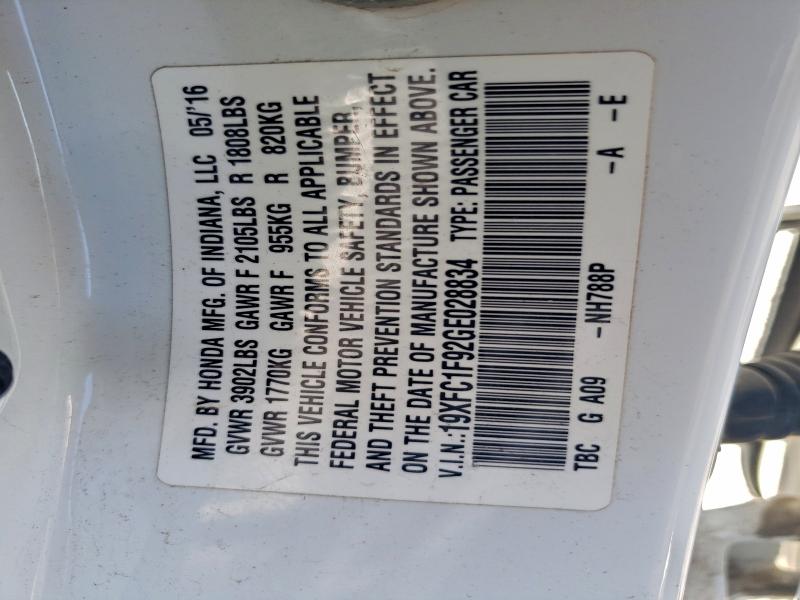 MFD. BY HONDA MFG. OF INDIANA, LLC 05/'16
GVWR 3902LBS GAWR F 2105LBS R 1808LBS
GVWR 1770KG GAWR F 955KG R 820KG
THIS VEHICLE CONFORMS TO ALL APPLICABLE
FEDERAL MOTOR VEHICLE SAFETY, BUMPER,
AND THEFT PREVENTION STANDARDS IN EFFECT
ON THE DATE OF MANUFACTURE SHOWN ABOVE.
V.I.N.:19XFC1F92GE028834 TYPE: PASSENGER CAR
TBC G A09 -NH788P -A -E